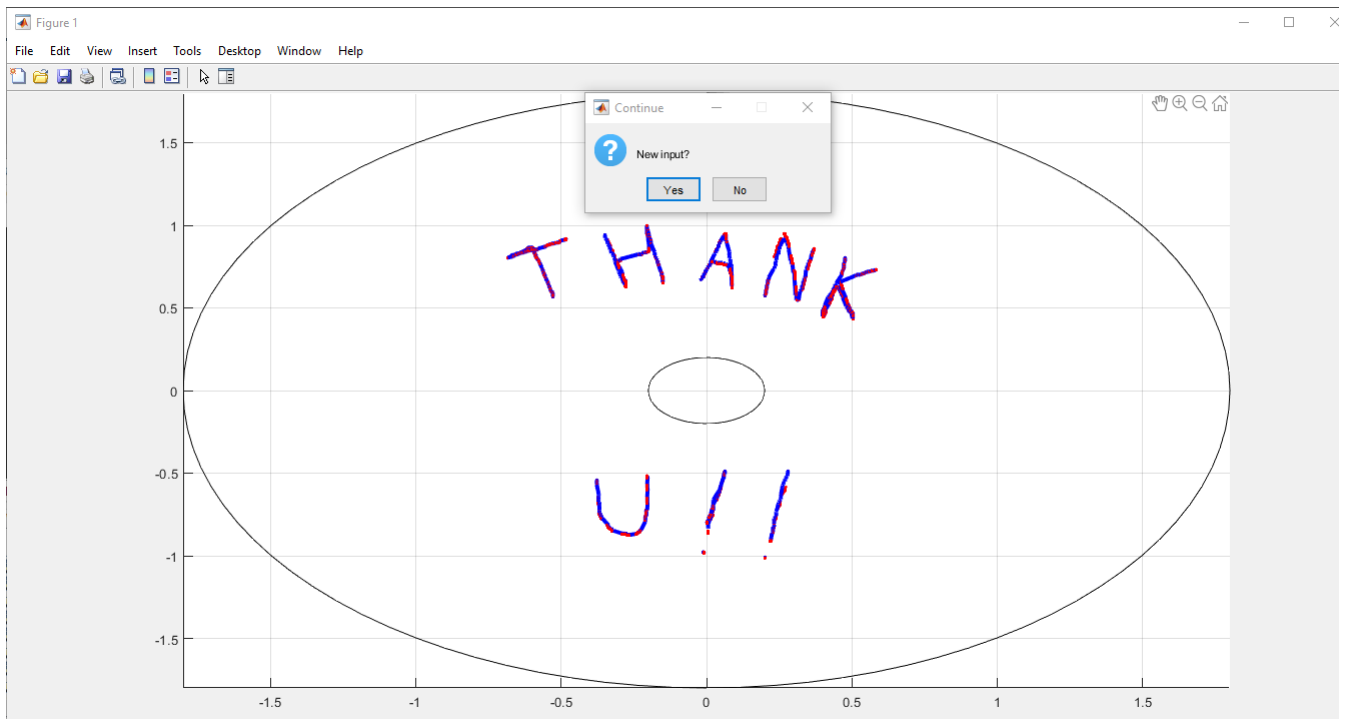 Figure 1
File Edit View Insert Tools Desktop Window Help
Continue
New input?
Yes No
THANK
U!!
1.5
1
0.5
0
-0.5
-1
-1.5
-1.5 -1 -0.5 0 0.5 1 1.5